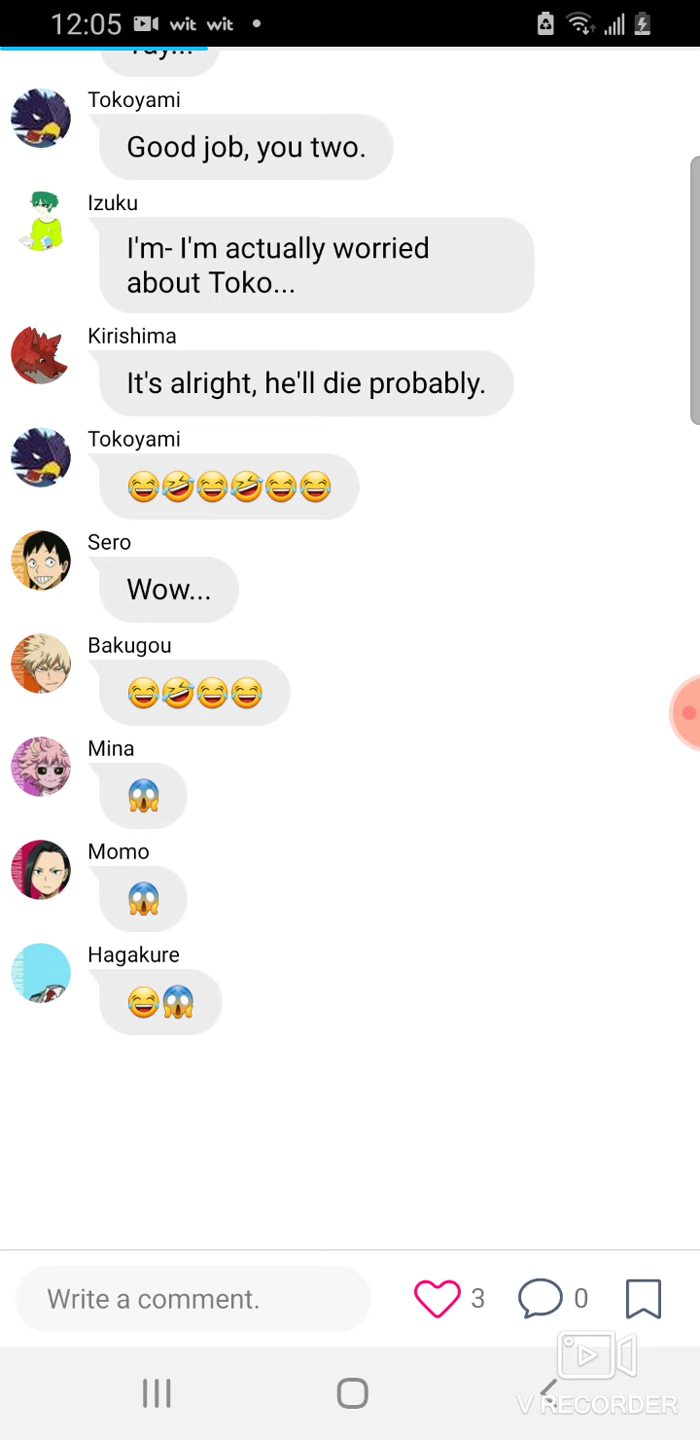 12:05 wit wit
Tokoyami
Good job, you two.
Izuku
I'm- I'm actually worried
about Toko...
Kirishima
It's alright, he'll die probably.
Tokoyami
😂🤣😂🤣😂😂
Sero
Wow...
Bakugou
😂🤣😂😂
Mina
😱
Momo
😱
Hagakure
😂😱
Write a comment. 3 0
V RECORDER